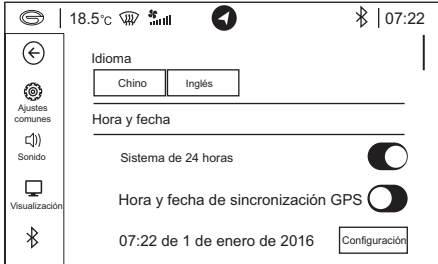 18.5°c
07:22
Idioma
Chino
Inglés
Ajustes
comunes
Hora y fecha
Sonido
Sistema de 24 horas
Visualización
Hora y fecha de sincronización GPS
07:22 de 1 de enero de 2016
Configuración